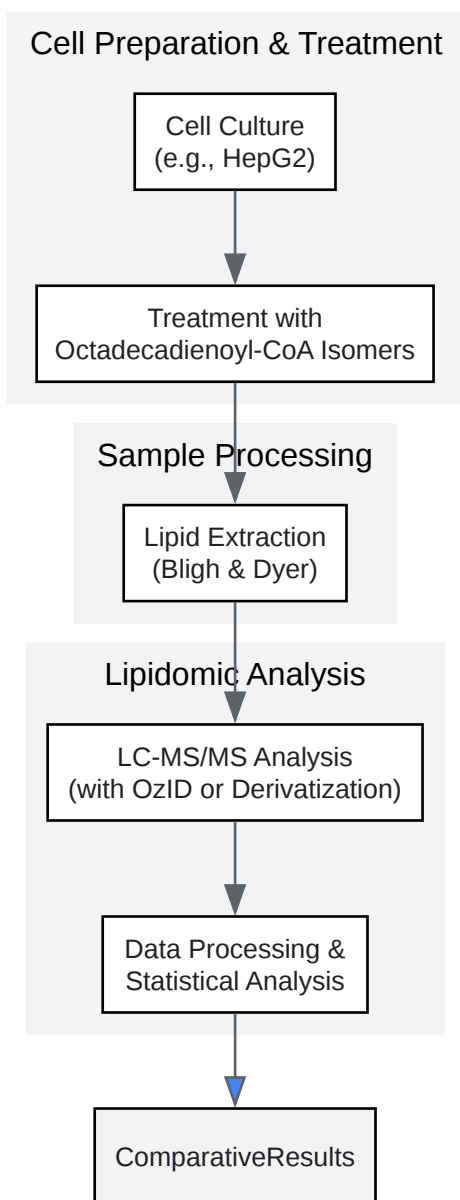 Cell Preparation & Treatment
Cell Culture
(e.g., HepG2)
Treatment with
Octadecadienoyl-CoA Isomers
Sample Processing
Lipid Extraction
(Bligh & Dyer)
Lipidomic Analysis
LC-MS/MS Analysis
(with OzID or Derivatization)
Data Processing &
Statistical Analysis
ComparativeResults